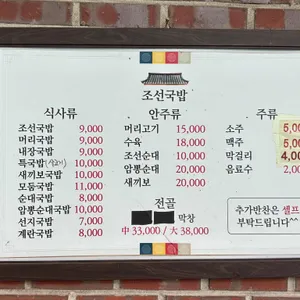 조선국밥
식사류
조선국밥 9,000
머리국밥 9,000
내장국밥 9,000
특국밥 10,000
새끼보국밥 10,000
모둠국밥 11,000
순대국밥 8,000
암뽕순대국밥 10,000
선지국밥 7,000
계란국밥 8,000
안주류
머리고기 15,000
수육 18,000
조선순대 10,000
암뽕순대 20,000
새끼보 20,000
전골
막창
中 33,000 / 大 38,000
주류
소주 5,0
맥주 5,0
막걸리 4,0
음료수 2,0
추가반찬은 셀프
부탁드립니다^^